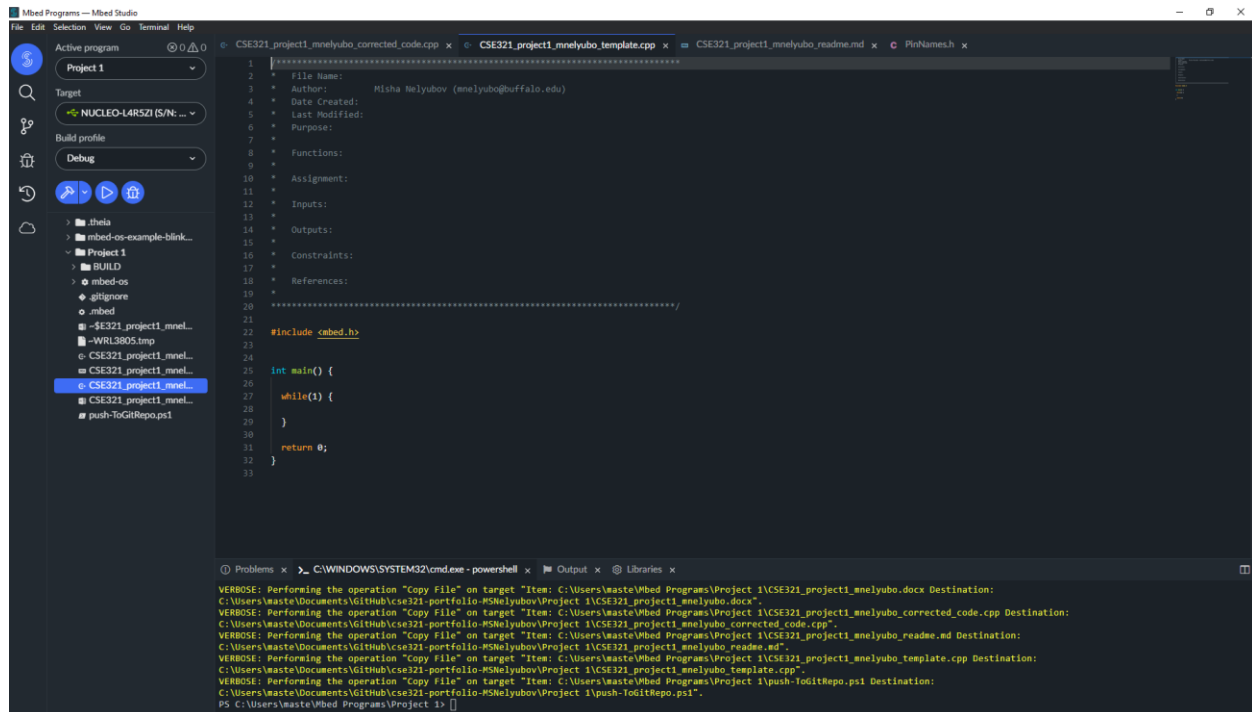 Mbed Programs — Mbed Studio
File Edit Selection View Go Terminal Help
Active program 0 0
Project 1
Target
NUCLEO-L4R5ZI (S/N: ...
Build profile
Debug
> .theia
> mbed-os-example-blink...
Project 1
> BUILD
> mbed-os
.gitignore
.mbed
~$E321_project1_mnel...
~WRL3805.tmp
CSE321_project1_mnel...
CSE321_project1_mnel...
CSE321_project1_mnel...
CSE321_project1_mnel...
push-ToGitRepo.ps1
CSE321_project1_mnelyubo_corrected_code.cpp x CSE321_project1_mnelyubo_template.cpp x CSE321_project1_mnelyubo_readme.md x C PinNames.h x
1
2 * File Name:
3 * Author: Misha Nelyubov (mnelyubo@buffalo.edu)
4 * Date Created:
5 * Last Modified:
6 * Purpose:
7 *
8 * Functions:
9 *
10 * Assignment:
11 *
12 * Inputs:
13 *
14 * Outputs:
15 *
16 * Constraints:
17 *
18 * References:
19 *
20
21
22 #include <mbed.h>
23
24
25 int main() {
26
27 while(1) {
28
29 }
30
31 return 0;
32 }
33
Problems x >_ C:\WINDOWS\SYSTEM32\cmd.exe - powershell x Output x Libraries x
VERBOSE: Performing the operation "Copy File" on target "Item: C:\Users\maste\Mbed Programs\Project 1\CSE321_project1_mnelyubo.docx Destination:
C:\Users\maste\Documents\GitHub\cse321-portfolio-MSNelyubov\Project 1\CSE321_project1_mnelyubo.docx".
VERBOSE: Performing the operation "Copy File" on target "Item: C:\Users\maste\Mbed Programs\Project 1\CSE321_project1_mnelyubo_corrected_code.cpp Destination:
C:\Users\maste\Documents\GitHub\cse321-portfolio-MSNelyubov\Project 1\CSE321_project1_mnelyubo_corrected_code.cpp".
VERBOSE: Performing the operation "Copy File" on target "Item: C:\Users\maste\Mbed Programs\Project 1\CSE321_project1_mnelyubo_readme.md Destination:
C:\Users\maste\Documents\GitHub\cse321-portfolio-MSNelyubov\Project 1\CSE321_project1_mnelyubo_readme.md".
VERBOSE: Performing the operation "Copy File" on target "Item: C:\Users\maste\Mbed Programs\Project 1\CSE321_project1_mnelyubo_template.cpp Destination:
C:\Users\maste\Documents\GitHub\cse321-portfolio-MSNelyubov\Project 1\CSE321_project1_mnelyubo_template.cpp".
VERBOSE: Performing the operation "Copy File" on target "Item: C:\Users\maste\Mbed Programs\Project 1\push-ToGitRepo.ps1 Destination:
C:\Users\maste\Documents\GitHub\cse321-portfolio-MSNelyubov\Project 1\push-ToGitRepo.ps1".
PS C:\Users\maste\Mbed Programs\Project 1>